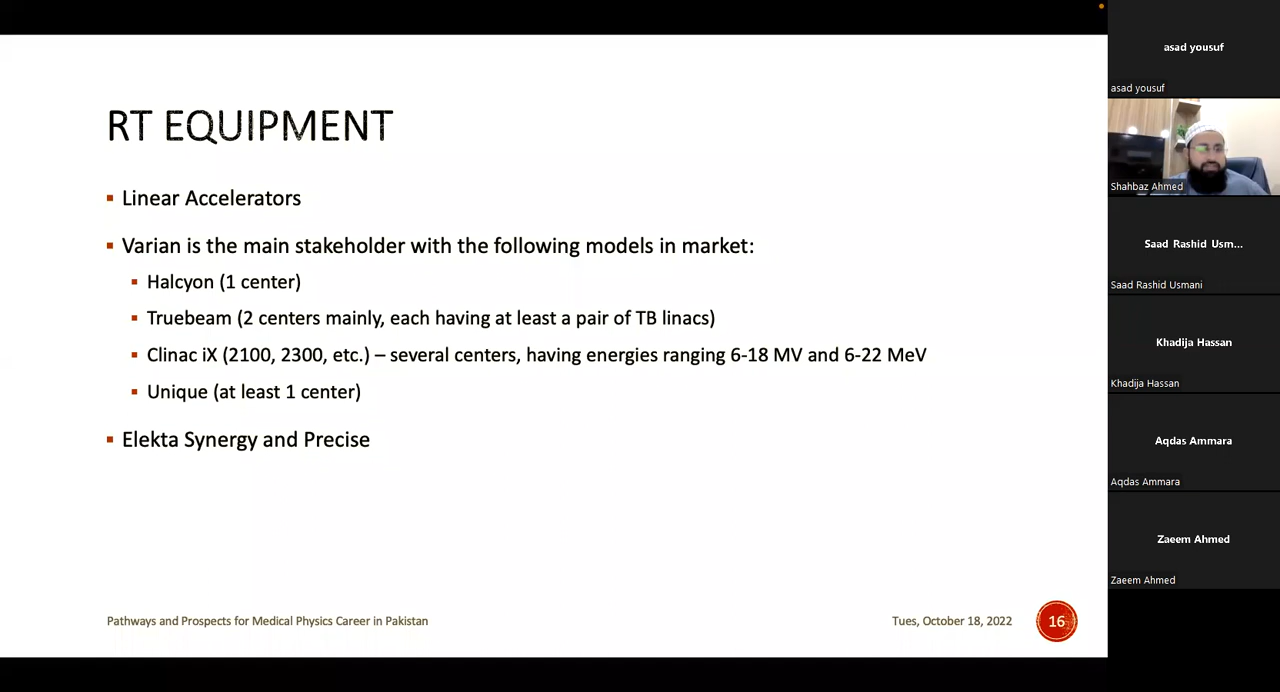 RT EQUIPMENT
▪ Linear Accelerators
▪ Varian is the main stakeholder with the following models in market:
▪ Halcyon (1 center)
▪ Truebeam (2 centers mainly, each having at least a pair of TB linacs)
▪ Clinac iX (2100, 2300, etc.) – several centers, having energies ranging 6-18 MV and 6-22 MeV
▪ Unique (at least 1 center)
▪ Elekta Synergy and Precise
Pathways and Prospects for Medical Physics Career in Pakistan
Tues, October 18, 2022
16
asad yousuf
asad yousuf
Shahbaz Ahmed
Saad Rashid Usm...
Saad Rashid Usmani
Khadija Hassan
Khadija Hassan
Aqdas Ammara
Aqdas Ammara
Zaeem Ahmed
Zaeem Ahmed